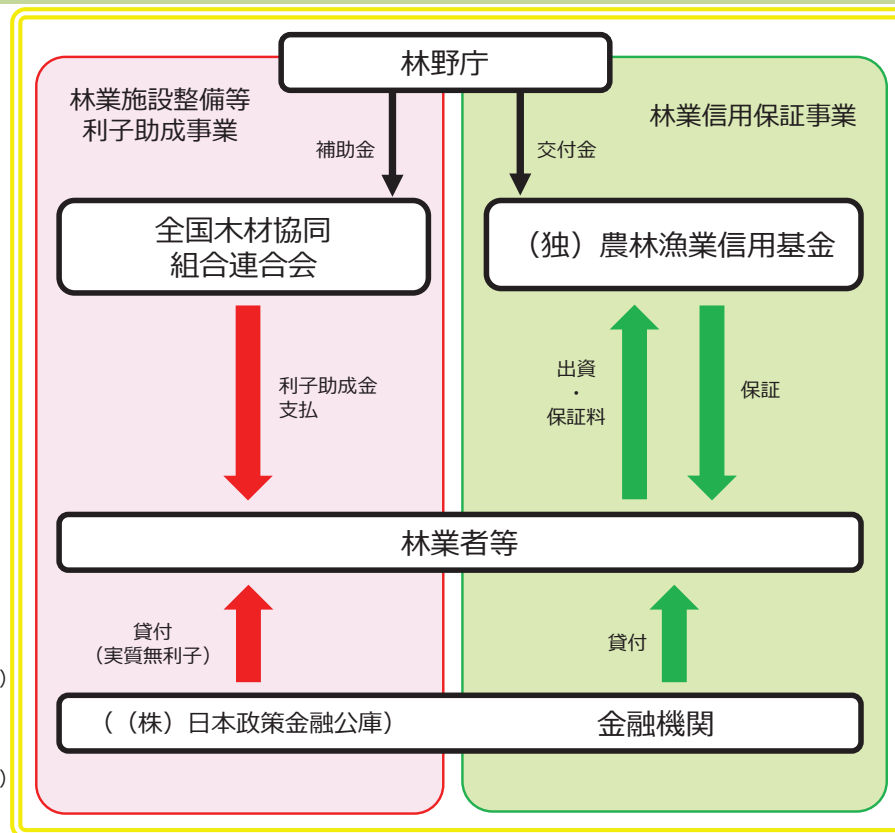 林野庁
林業施設整備等
利子助成事業
林業信用保証事業
補助金
交付金
全国木材協同
組合連合会
（独）農林漁業信用基金
利子助成金
支払
出資
・
保証料
保証
林業者等
貸付
（実質無利子）
貸付
）
（（株）日本政策金融公庫）
金融機関
）